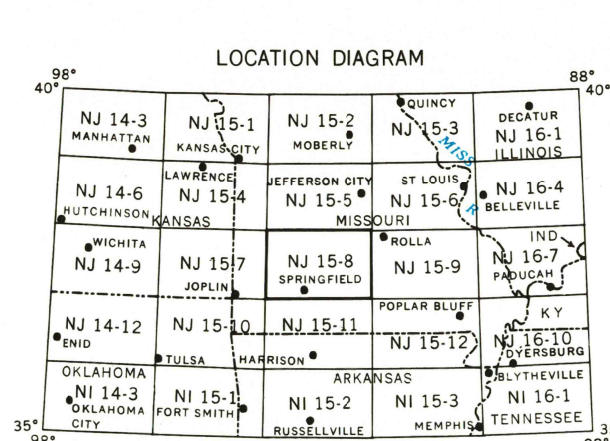 LOCATION DIAGRAM
98°
88°
40°
40°
NJ 14-3
MANHATTAN
NJ 15-1
KANSAS CITY
NJ 15-2
MOBERLY
QUINCY
NJ 15-3
DECATUR
NJ 16-1
ILLINOIS
MISS
R
NJ 14-6
HUTCHINSON
KANSAS
LAWRENCE
NJ 15-4
JEFFERSON CITY
NJ 15-5
MISSOURI
ST LOUIS
NJ 15-6
NJ 16-4
BELLEVILLE
WICHITA
NJ 14-9
NJ 15-7
JOPLIN
NJ 15-8
SPRINGFIELD
ROLLA
NJ 15-9
IND
NJ 16-7
PADUCAH
KY
NJ 14-12
ENID
NJ 15-10
TULSA
NJ 15-11
HARRISON
POPLAR BLUFF
NJ 15-12
NJ 16-10
DYERSBURG
OKLAHOMA
NI 14-3
OKLAHOMA
CITY
NI 15-1
FORT SMITH
ARKANSAS
NI 15-2
RUSSELLVILLE
NI 15-3
MEMPHIS
BLYTHEVILLE
NI 16-1
TENNESSEE
35°